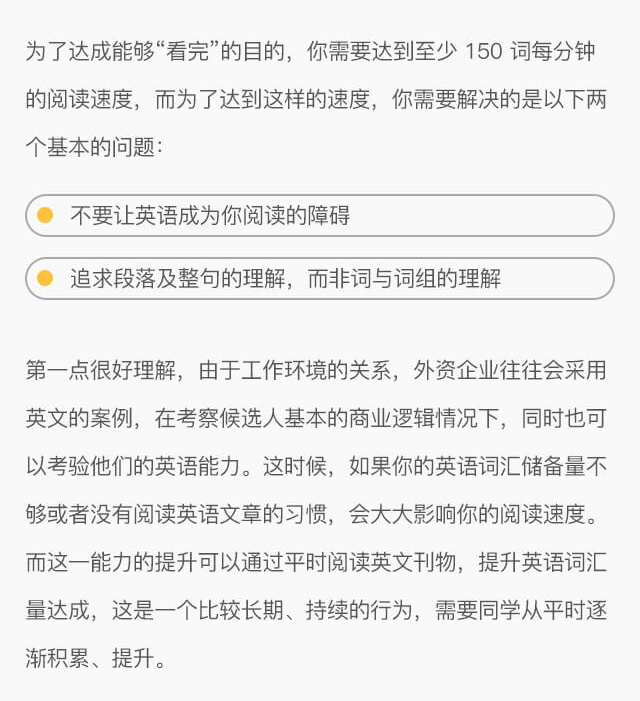 为了达成能够“看完”的目的，你需要达到至少 150 词每分钟
的阅读速度，而为了达到这样的速度，你需要解决的是以下两
个基本的问题：
不要让英语成为你阅读的障碍
追求段落及整句的理解，而非词与词组的理解
第一点很好理解，由于工作环境的关系，外资企业往往会采用
英文的案例，在考察候选人基本的商业逻辑情况下，同时也可
以考验他们的英语能力。这时候，如果你的英语词汇储备量不
够或者没有阅读英语文章的习惯，会大大影响你的阅读速度。
而这一能力的提升可以通过平时阅读英文刊物，提升英语词汇
量达成，这是一个比较长期、持续的行为，需要同学从平时逐
渐积累、提升。